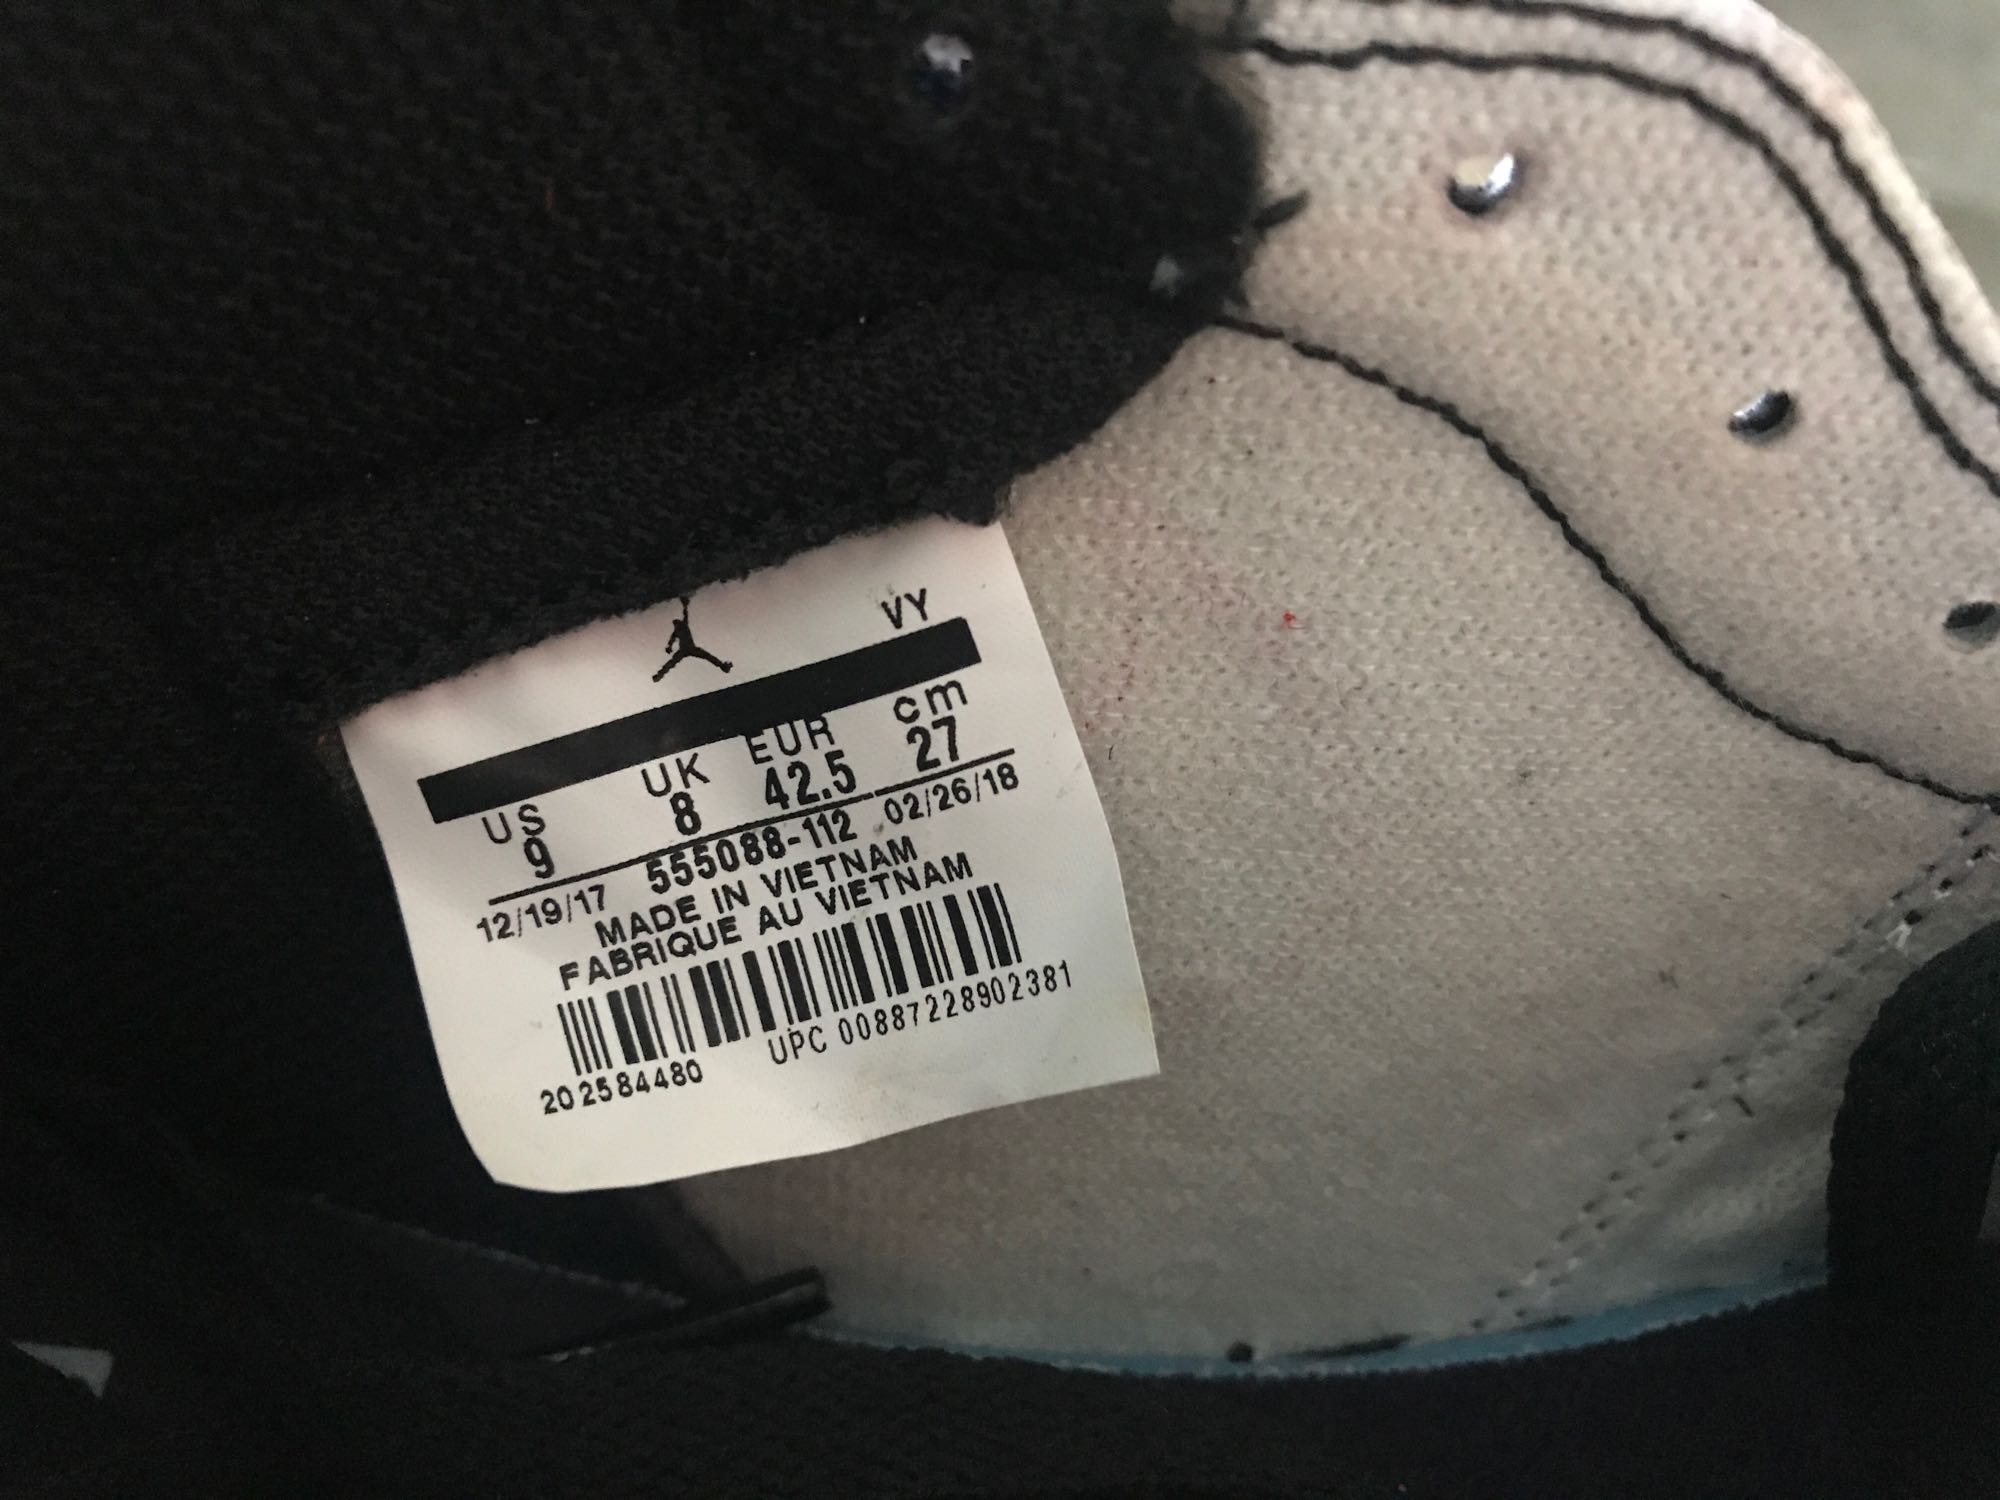 VY
US UK EUR cm
9 8 42.5 27
12/19/17 555088-112 02/26/18
MADE IN VIETNAM
FABRIQUE AU VIETNAM
202584480 UPC 00887228902381